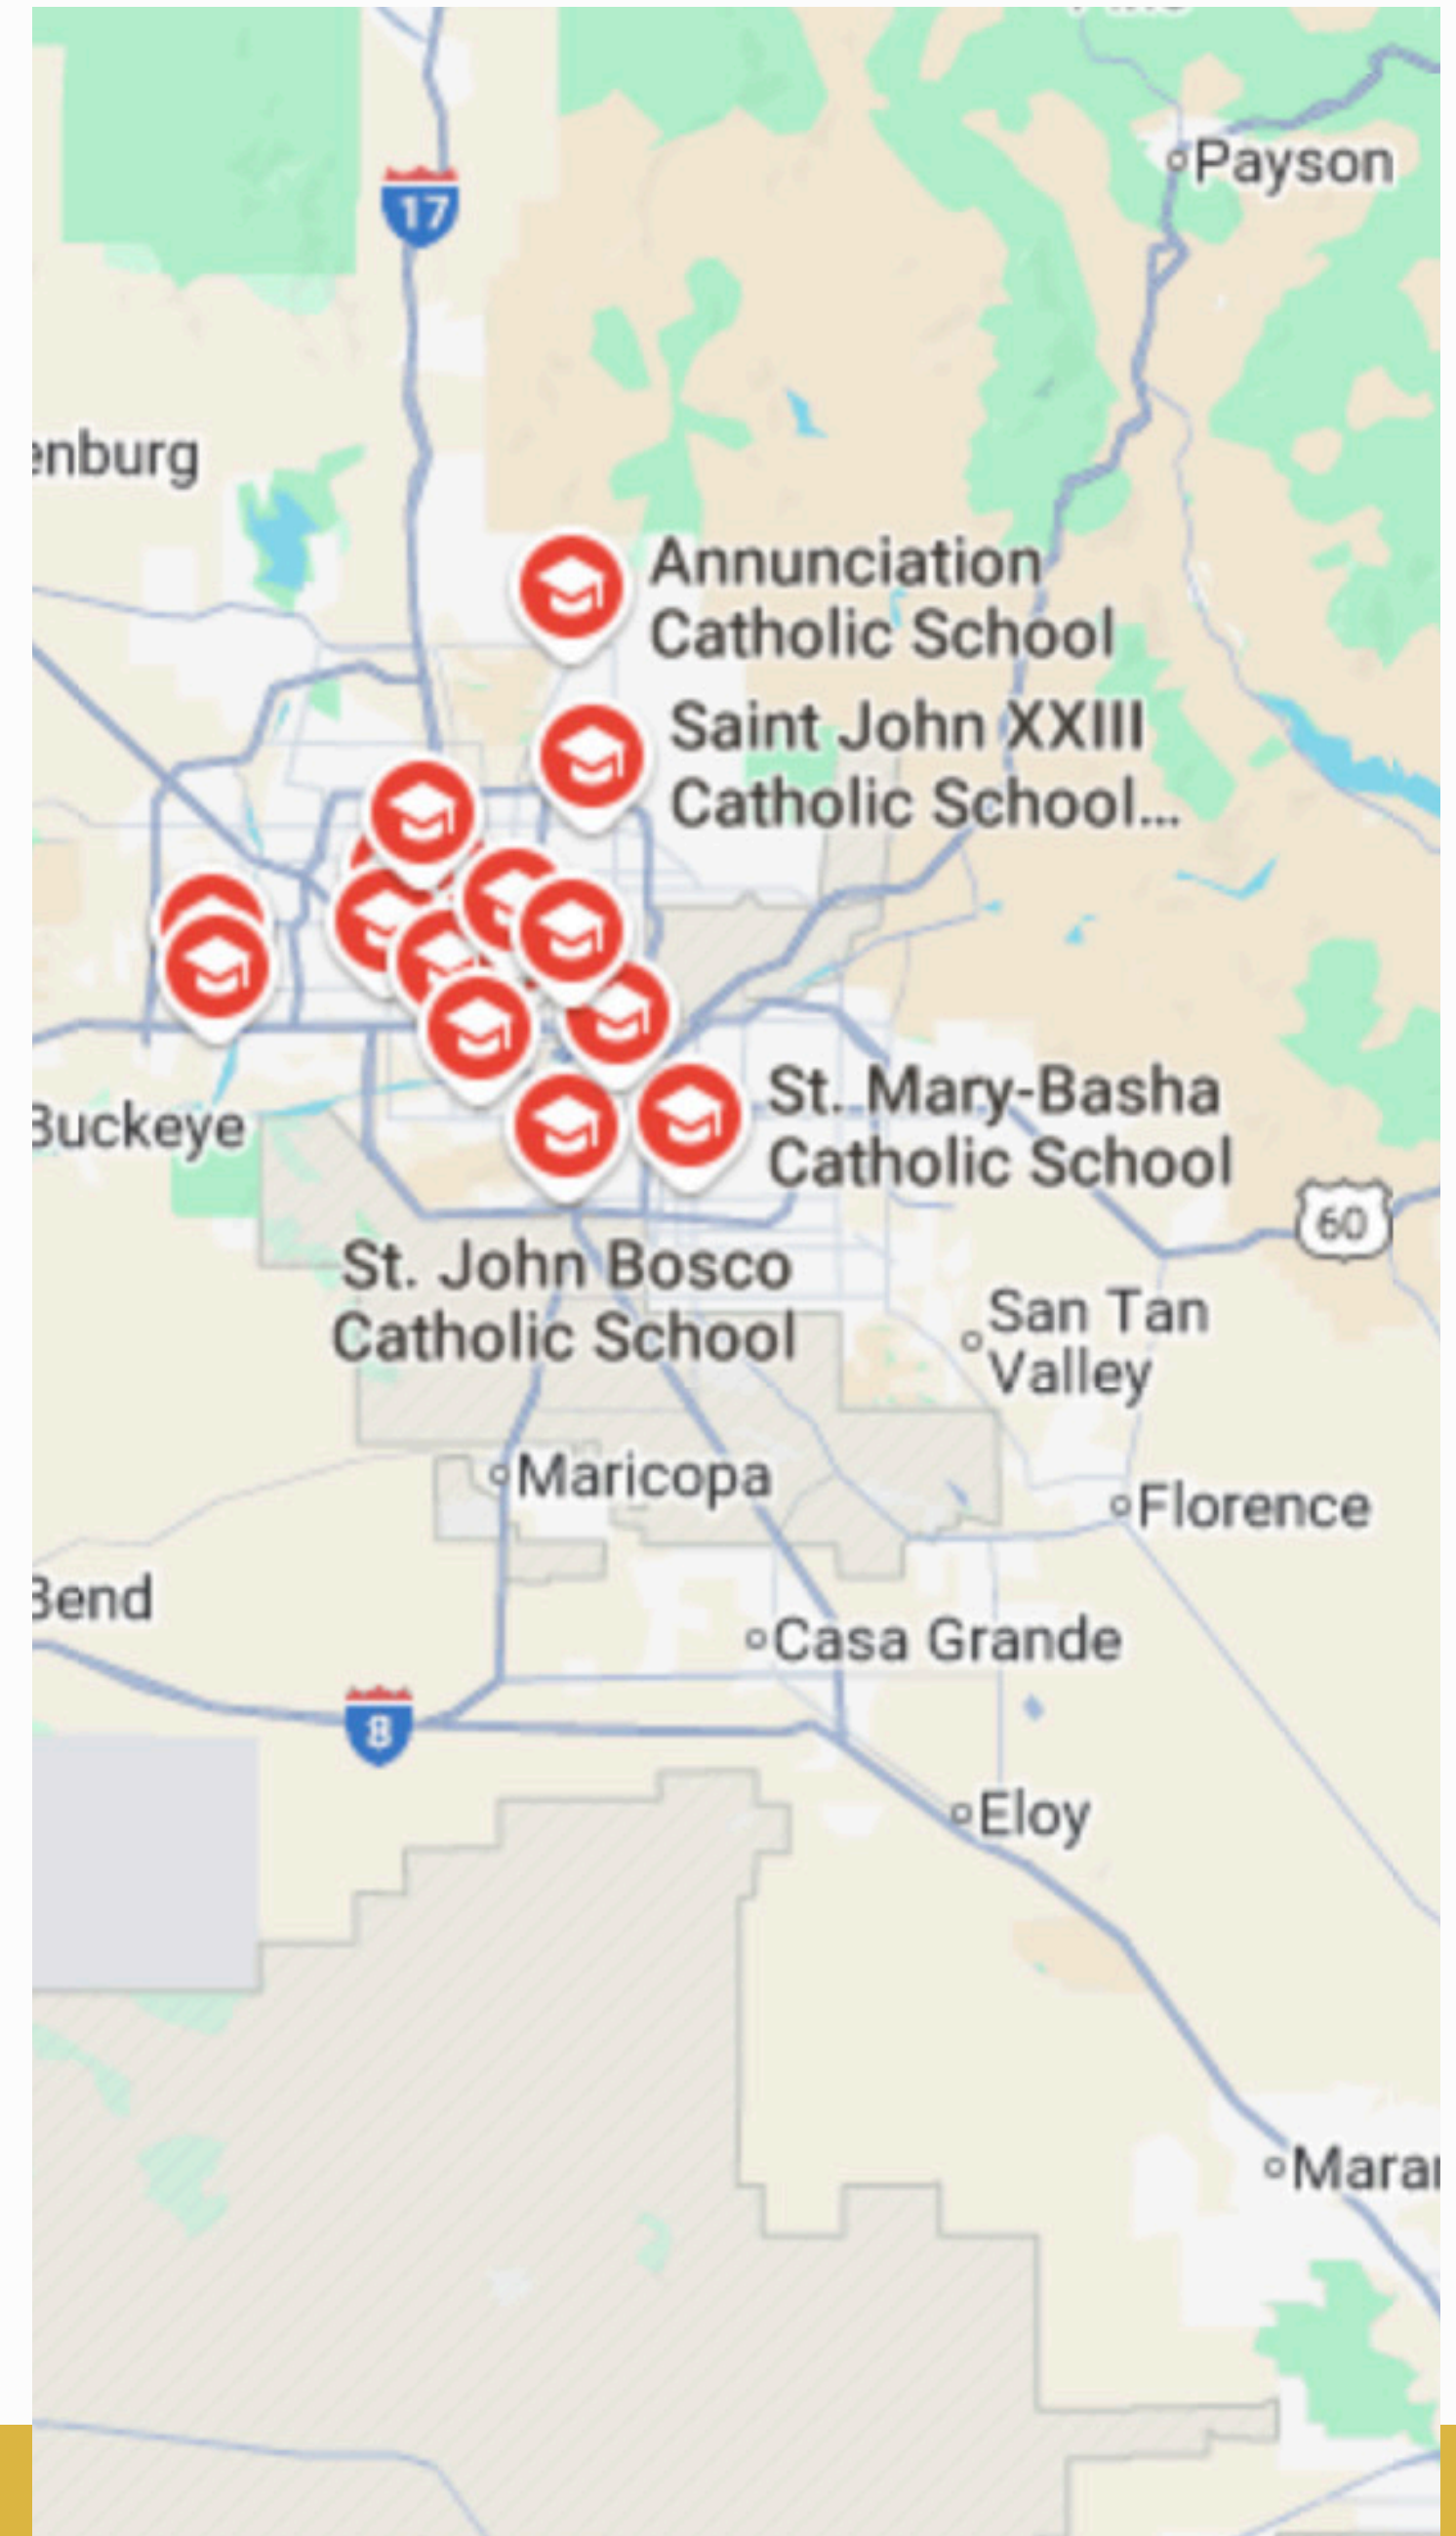 Payson
17
enburg
Annunciation
Catholic School
Saint John XXIII
Catholic School...
St. Mary-Basha
Catholic School
Buckeye
60
St. John Bosco
Catholic School
San Tan
Valley
Maricopa
Florence
Bend
Casa Grande
8
Eloy
Mara